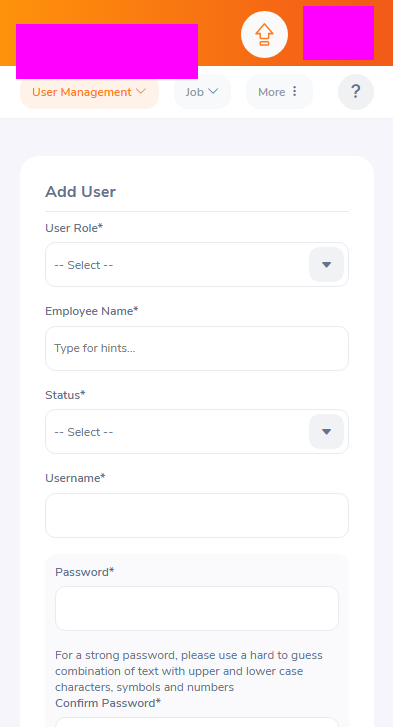 User Management Job More ?
Add User
User Role*
-- Select --
Employee Name*
Type for hints...
Status*
-- Select --
Username*
Password*
For a strong password, please use a hard to guess
combination of text with upper and lower case
characters, symbols and numbers
Confirm Password*